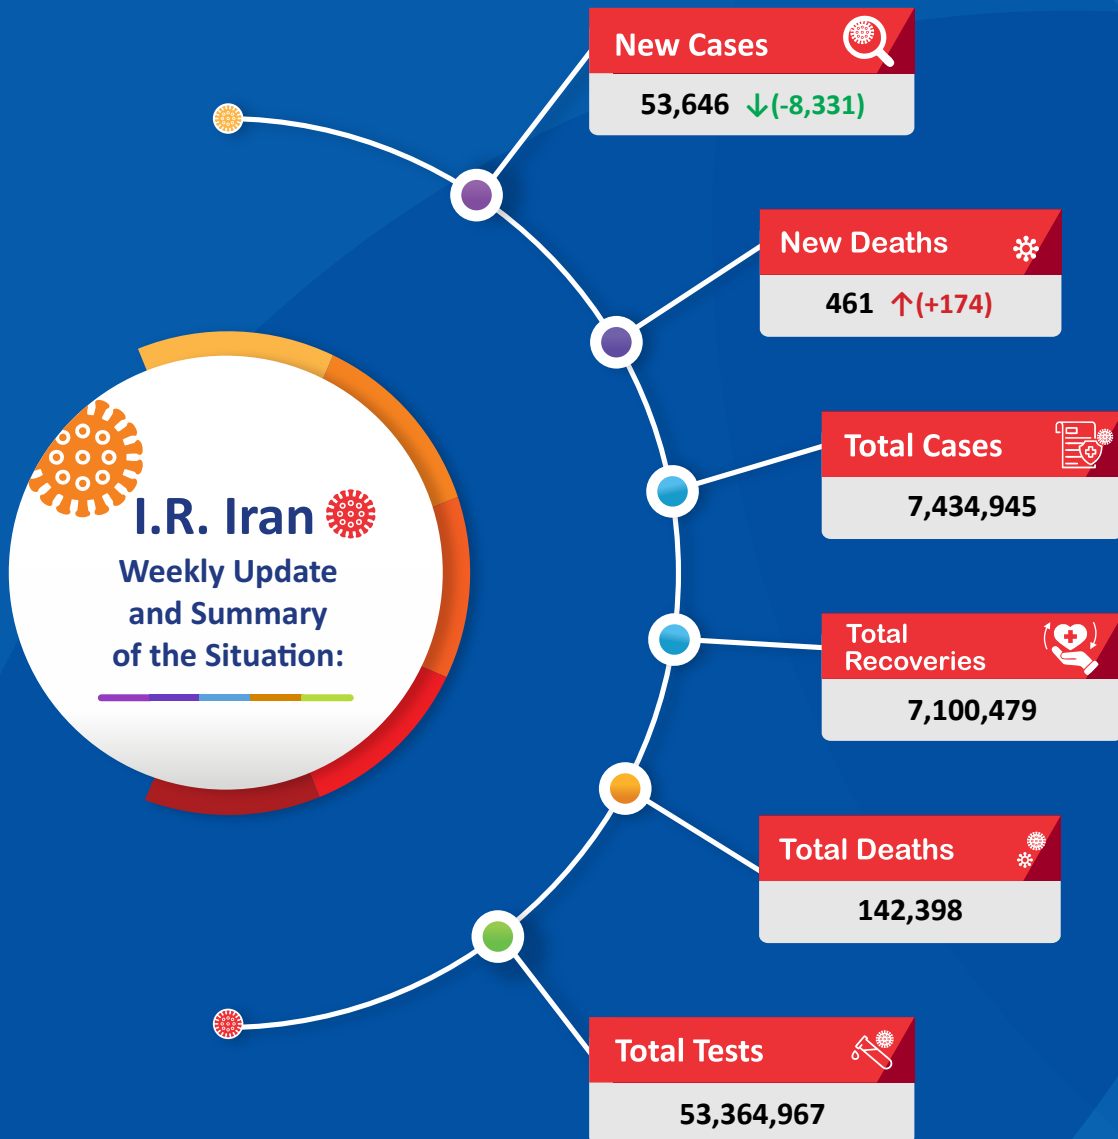 New Cases
53,646 ↓(-8,331)
New Deaths
461 ↑(+174)
I.R. Iran
Weekly Update
and Summary
of the Situation:
Total Cases
7,434,945
Total
Recoveries
7,100,479
Total Deaths
142,398
Total Tests
53,364,967